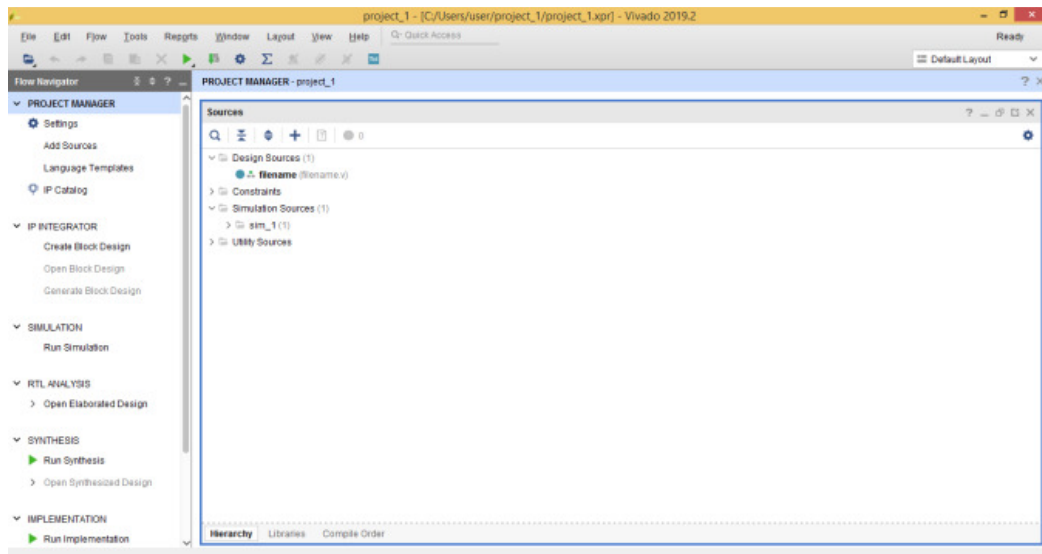 project_1 - [C:/Users/user/project_1/project_1.xpr] - Vivado 2019.2
File Edit Flow Tools Reports Window Layout View Help Q- Quick Access Ready
Default Layout
Flow Navigator
PROJECT MANAGER - project_1
PROJECT MANAGER
Settings
Add Sources
Language Templates
IP Catalog
IP INTEGRATOR
Create Block Design
Open Block Design
Generate Block Design
SIMULATION
Run Simulation
RTL ANALYSIS
Open Elaborated Design
SYNTHESIS
Run Synthesis
Open Synthesized Design
IMPLEMENTATION
Run Implementation
Sources
0
Design Sources (1)
filename (filename.v)
Constraints
Simulation Sources (1)
sim_1 (1)
Utility Sources
Hierarchy Libraries Compile Order